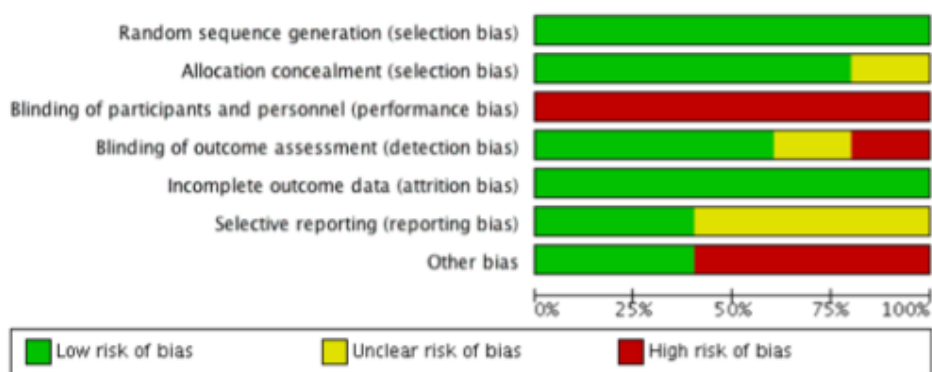 Random sequence generation (selection bias)
Allocation concealment (selection bias)
Blinding of participants and personnel (performance bias)
Blinding of outcome assessment (detection bias)
Incomplete outcome data (attrition bias)
Selective reporting (reporting bias)
Other bias
0% 25% 50% 75% 100%
Low risk of bias Unclear risk of bias High risk of bias